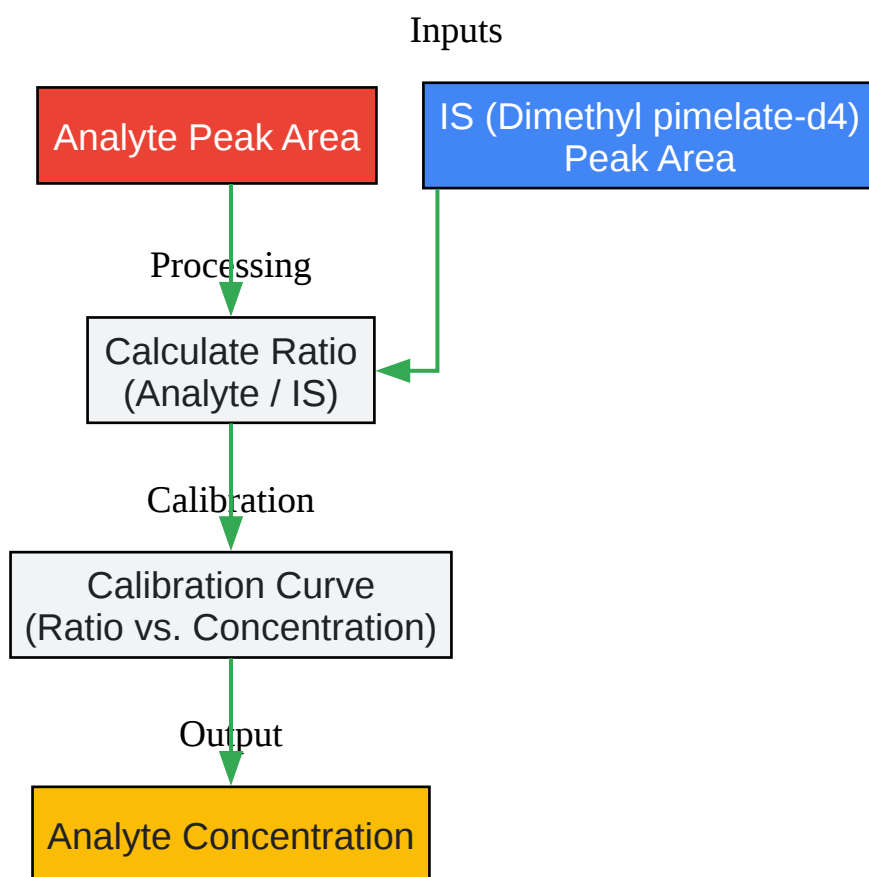 Inputs
Analyte Peak Area
IS (Dimethyl pimelate-d4)
Peak Area
Processing
Calculate Ratio
(Analyte / IS)
Calibration
Calibration Curve
(Ratio vs. Concentration)
Output
Analyte Concentration